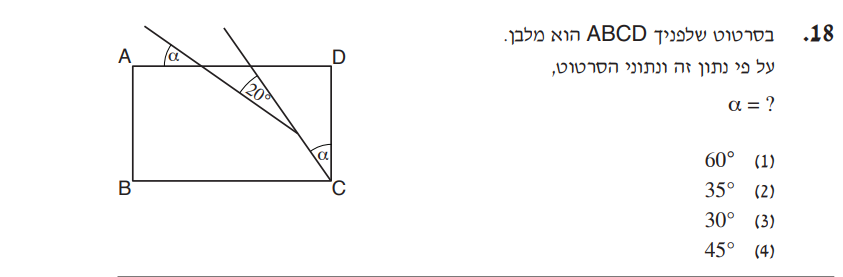 18. בסרטוט שלפניך ABCD הוא מלבן.
על פי נתון זה ונתוני הסרטוט,
α = ?
(1) 60°
(2) 35°
(3) 30°
(4) 45°
A
α
D
20°
α
B
C